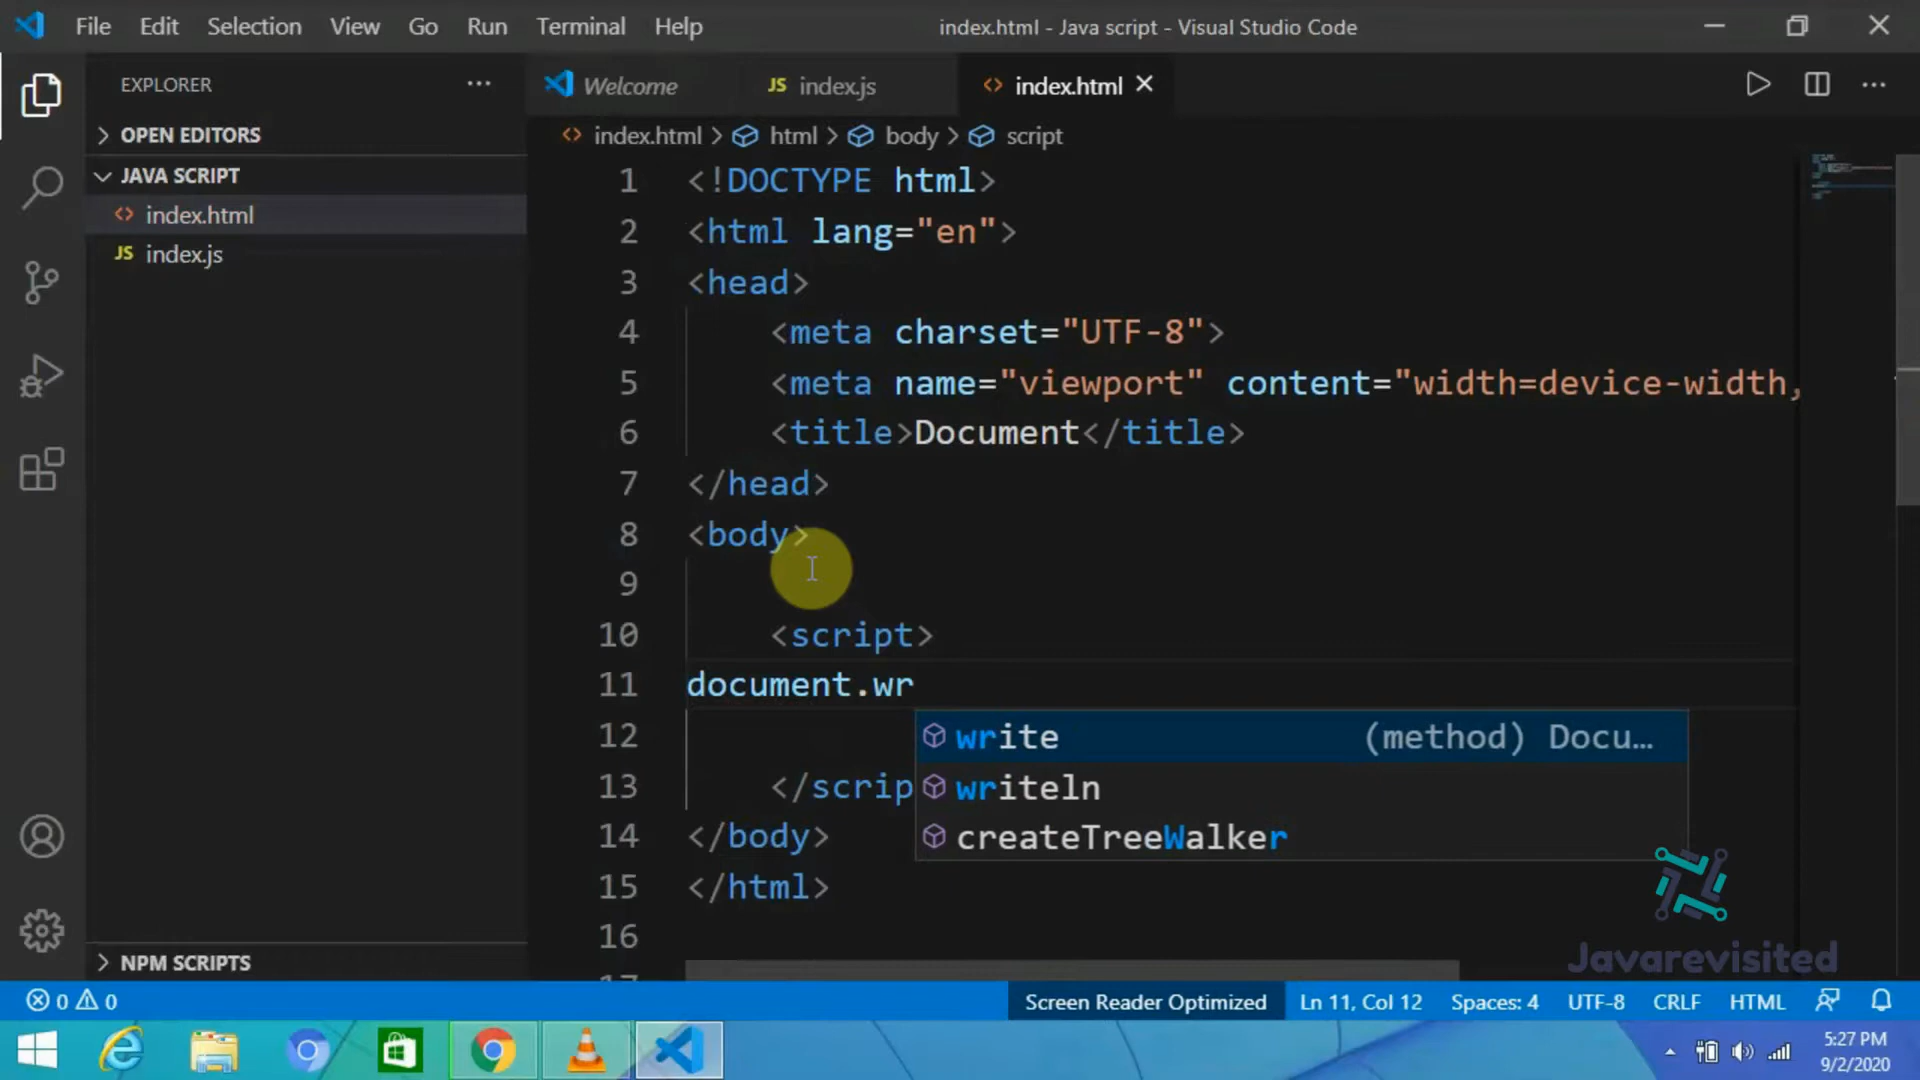 File Edit Selection View Go Run Terminal Help index.html - Java script - Visual Studio Code
EXPLORER
OPEN EDITORS
JAVA SCRIPT
index.html
JS index.js
NPM SCRIPTS
Welcome JS index.js index.html
index.html > html > body > script
1 <!DOCTYPE html>
2 <html lang="en">
3 <head>
4 <meta charset="UTF-8">
5 <meta name="viewport" content="width=device-width,
6 <title>Document</title>
7 </head>
8 <body>
9
10 <script>
11 document.wr
write (method) Docu...
12
writeln
13 </scrip
createTreeWalker
14 </body>
15 </html>
16
Javarevisited
0 0 Screen Reader Optimized Ln 11, Col 12 Spaces: 4 UTF-8 CRLF HTML
5:27 PM
9/2/2020